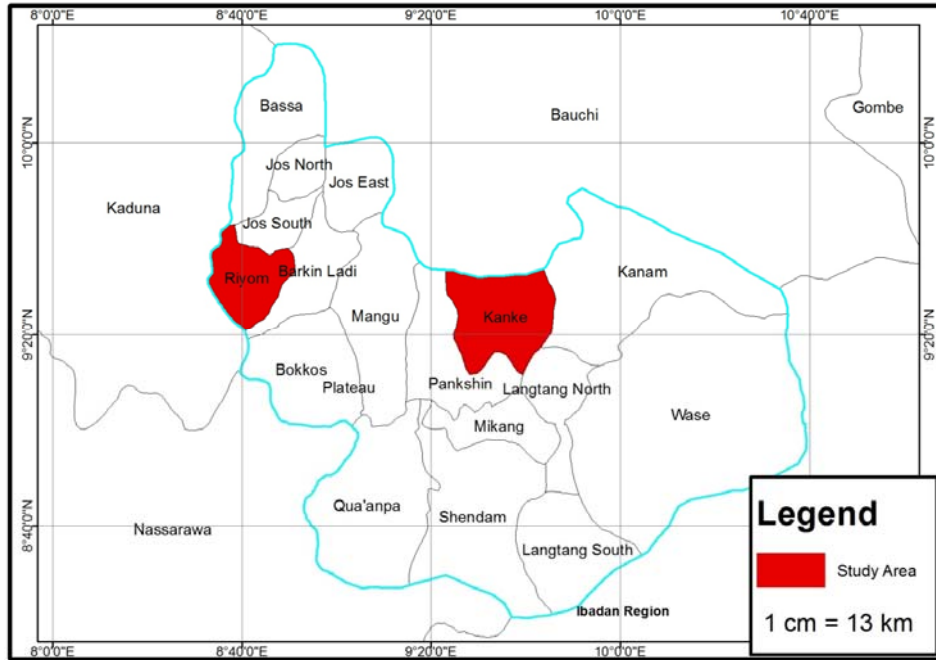 8°0'0"E
8°40'0"E
9°20'0"E
10°0'0"E
10°40'0"E
Bassa
Bauchi
Gombe
10°0'0"N
10°0'0"N
Jos North
Jos East
Kaduna
Jos South
Riyom
Barkin Ladi
Kanam
Mangu
Kanke
9°20'0"N
9°20'0"N
Bokkos
Plateau
Pankshin
Langtang North
Wase
Mikang
Qua'anpa
Shendam
8°40'0"N
8°40'0"N
Nassarawa
Langtang South
Ibadan Region
Legend
Study Area
1 cm = 13 km
8°0'0"E
8°40'0"E
9°20'0"E
10°0'0"E